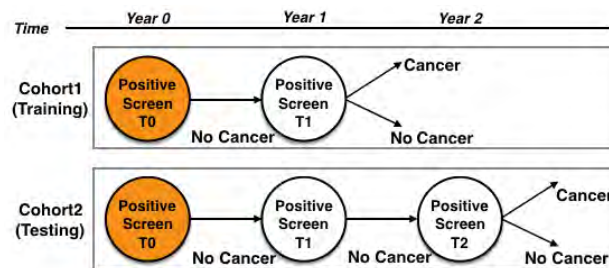 Time Year 0 Year 1 Year 2
Cohort1
(Training)
Positive
Screen
T0
No Cancer
Positive
Screen
T1
Cancer
No Cancer
Cohort2
(Testing)
Positive
Screen
T0
No Cancer
Positive
Screen
T1
No Cancer
Positive
Screen
T2
Cancer
No Cancer